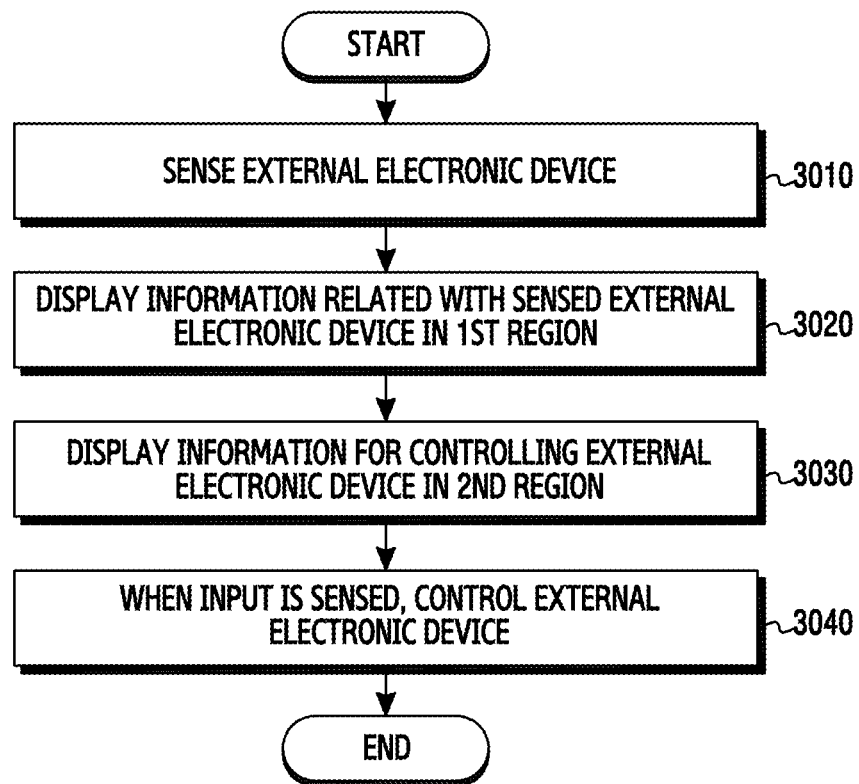 START
SENSE EXTERNAL ELECTRONIC DEVICE
3010
DISPLAY INFORMATION RELATED WITH SENSED EXTERNAL
ELECTRONIC DEVICE IN 1ST REGION
3020
DISPLAY INFORMATION FOR CONTROLLING EXTERNAL
ELECTRONIC DEVICE IN 2ND REGION
3030
WHEN INPUT IS SENSED, CONTROL EXTERNAL
ELECTRONIC DEVICE
3040
END